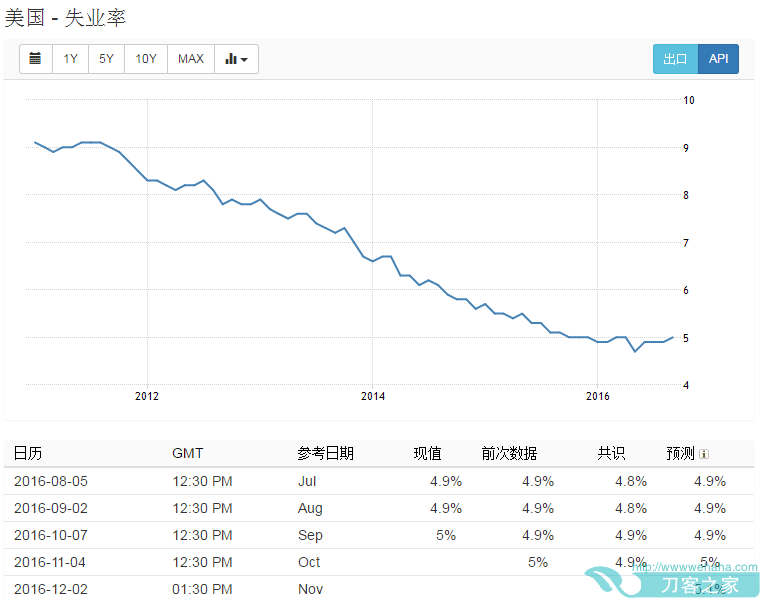 美国 - 失业率
1Y 5Y 10Y MAX 出口 API
10
9
8
7
6
5
4
2012 2014 2016
日历 GMT 参考日期 现值 前次数据 共识 预测
2016-08-05 12:30 PM Jul 4.9% 4.9% 4.8% 4.9%
2016-09-02 12:30 PM Aug 4.9% 4.9% 4.8% 4.9%
2016-10-07 12:30 PM Sep 5% 4.9% 4.9% 4.9%
2016-11-04 12:30 PM Oct 5% 4.9% 5%
2016-12-02 01:30 PM Nov
刀客之家